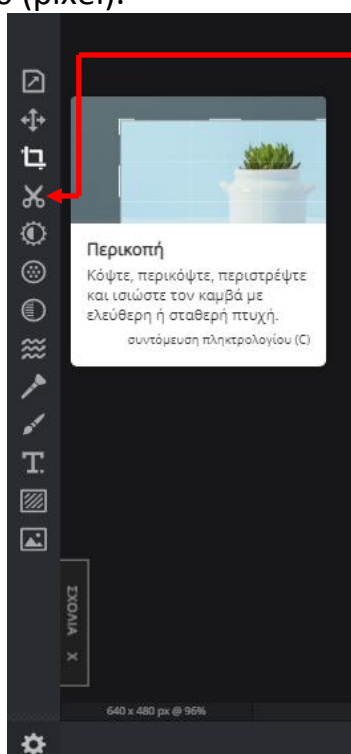 (pixel).
Περικοπή
Κόψτε, περικόψτε, περιστρέψτε
και ισιώστε τον καμβά με
ελεύθερη ή σταθερή πτυχή.
συντόμευση πληκτρολογίου (C)
T.
ΣΧΟΛΙΑ X
640 x 480 px @ 96%